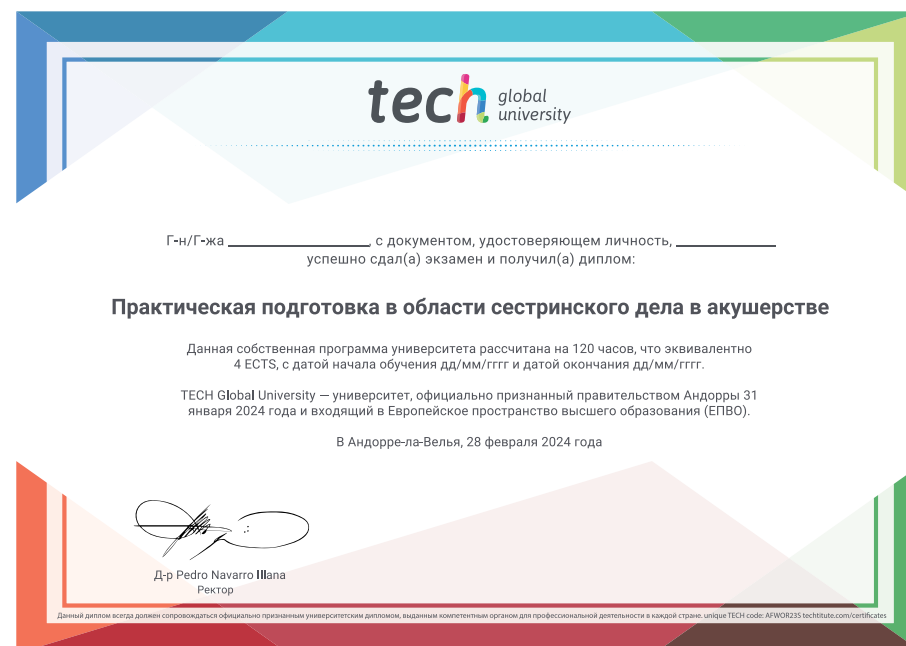 tech global university
Г-н/Г-жа ________________, с документом, удостоверяющем личность, ____________
успешно сдал(а) экзамен и получил(а) диплом:
Практическая подготовка в области сестринского дела в акушерстве
Данная собственная программа университета рассчитана на 120 часов, что эквивалентно
4 ECTS, с датой начала обучения дд/мм/гггг и датой окончания дд/мм/гггг.
TECH Global University — университет, официально признанный правительством Андорры 31
января 2024 года и входящий в Европейское пространство высшего образования (ЕПВО).
В Андорре-ла-Велья, 28 февраля 2024 года
Д-р Pedro Navarro Illana
Ректор
Данный диплом всегда должен сопровождаться официально признанным университетским дипломом, выданным компетентным органом для профессиональной деятельности в каждой стране. unique TECH code: AFWOR23S techtitute.com/certificates